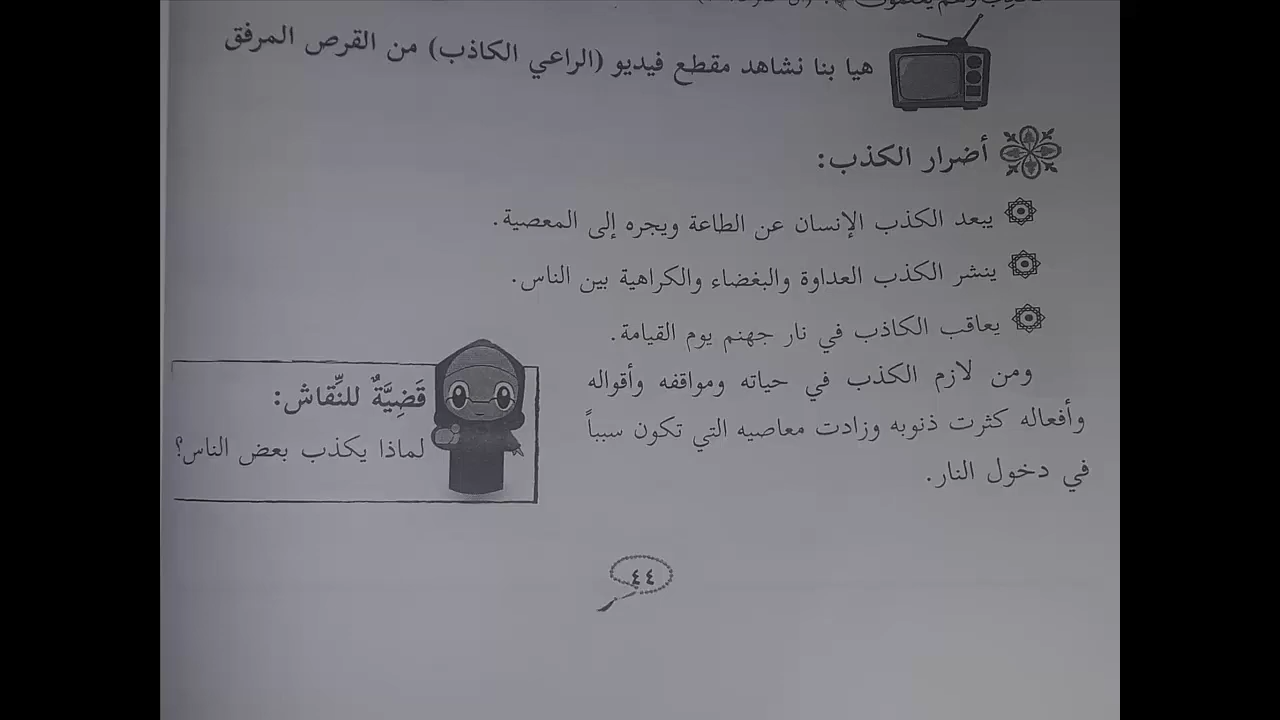 هيا بنا نشاهد مقطع فيديو (الراعي الكاذب) من القرص المرفق
أضرار الكذب:
يبعد الكذب الإنسان عن الطاعة ويجره إلى المعصية.
ينشر الكذب العداوة والبغضاء والكراهية بين الناس.
يعاقب الكاذب في نار جهنم يوم القيامة.
ومن لازم الكذب في حياته ومواقفه وأقواله
وأفعاله كثرت ذنوبه وزادت معاصيه التي تكون سبباً
في دخول النار.
قَضِيَّةٌ للنِّقاش:
لماذا يكذب بعض الناس؟
٤٤